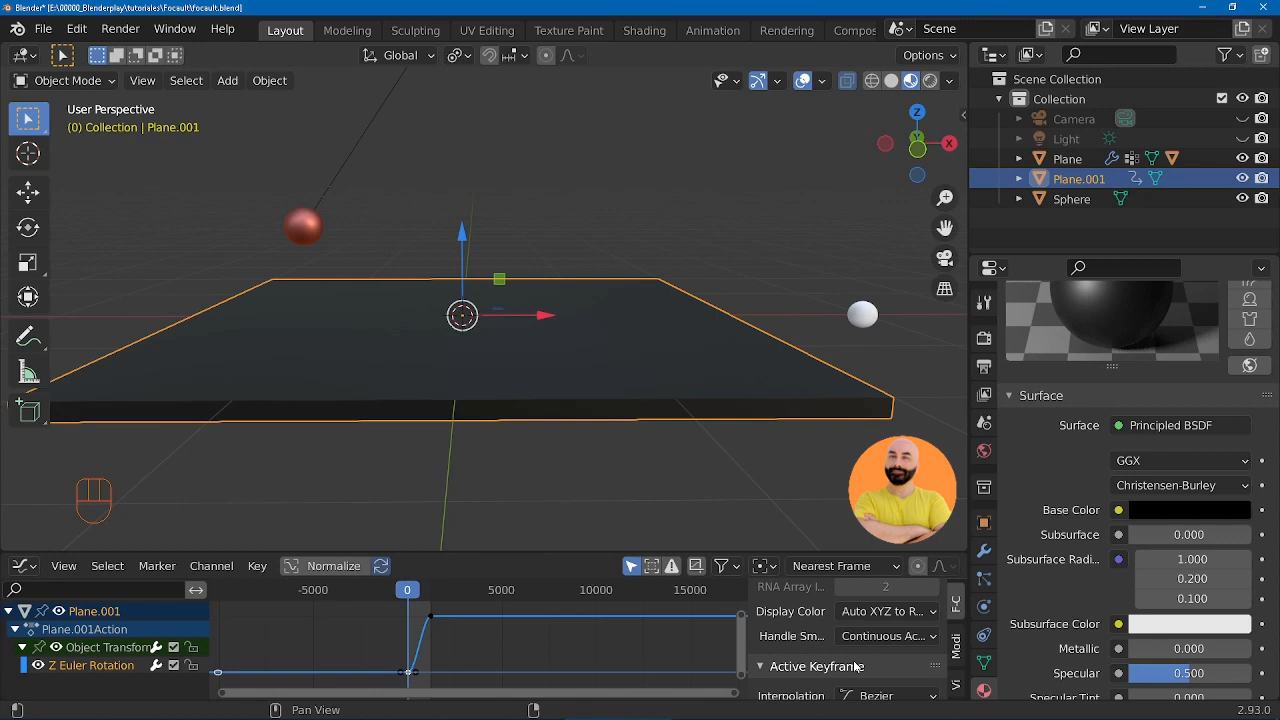 Blender* [E:\00000_Blenderplay\tutoriales\Focault\focault.blend]
File Edit Render Window Help Layout Modeling Sculpting UV Editing Texture Paint Shading Animation Rendering Compos Scene View Layer
Global Options
Object Mode View Select Add Object
User Perspective
(0) Collection | Plane.001
Z
Y
X
Scene Collection
Collection
Camera
Light
Plane
Plane.001
Sphere
Surface
Surface Principled BSDF
GGX
Christensen-Burley
Base Color
Subsurface 0.000
Subsurface Radi... 1.000
0.200
0.100
Subsurface Color
Metallic 0.000
Specular 0.500
Specular Tint 0.000
View Select Marker Channel Key Normalize Nearest Frame
-5000 0 5000 10000 15000
Plane.001
Plane.001Action
Object Transform
Z Euler Rotation
RNA Array I... 2
Display Color Auto XYZ to R...
Handle Sm... Continuous Ac...
Active Keyframe
Interpolation Bezier
F-C
Modi
Vi
Pan View
2.93.0